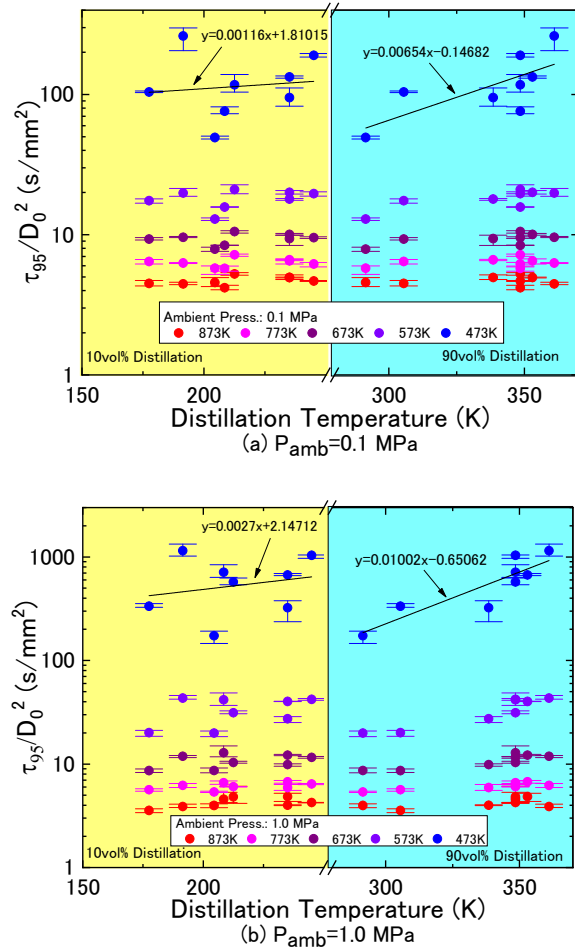 y=0.00116x+1.81015
y=0.00654x−0.14682
100
10
1
τ95/D0² (s/mm²)
Ambient Press.: 0.1 MPa
873K 773K 673K 573K 473K
10vol% Distillation
90vol% Distillation
150 200 300 350
Distillation Temperature (K)
(a) Pamb=0.1 MPa
y=0.0027x+2.14712
y=0.01002x−0.65062
1000
100
10
1
τ95/D0² (s/mm²)
Ambient Press.: 1.0 MPa
873K 773K 673K 573K 473K
10vol% Distillation
90vol% Distillation
150 200 300 350
Distillation Temperature (K)
(b) Pamb=1.0 MPa